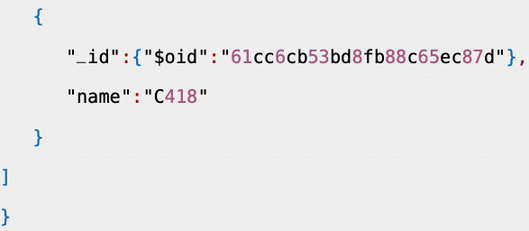 {
"_id":{"$oid":"61cc6cb53bd8fb88c65ec87d"},
"name":"C418"
}
]
}